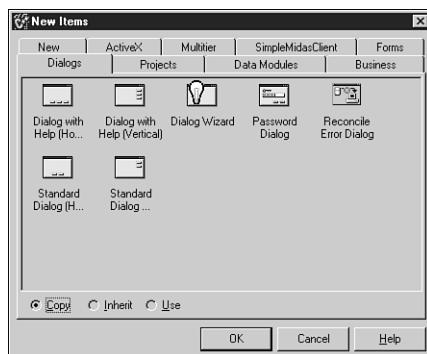 New Items
New ActiveX Multitier SimpleMidasClient Forms
Dialogs Projects Data Modules Business
Dialog with Dialog with Dialog Wizard Password Reconcile
Help (Ho... Help (Vertical) Dialog Error Dialog
Standard Standard
Dialog (H... Dialog ...
Copy Inherit Use
OK Cancel Help